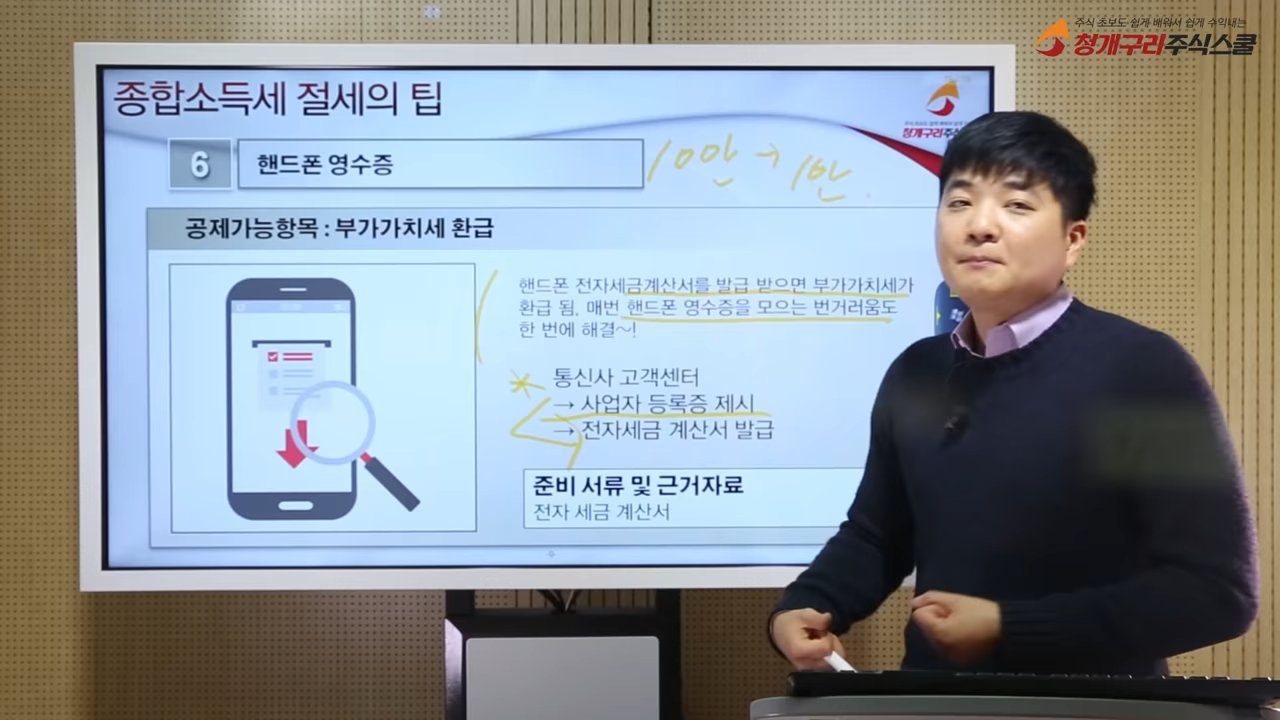 주식 초보도 쉽게 배워서 쉽게 수익내는
청개구리주식스쿨
종합소득세 절세의 팁
청개구리주식
6
핸드폰 영수증
10만 → 1만
공제가능항목 : 부가가치세 환급
핸드폰 전자세금계산서를 발급 받으면 부가가치세가
환급 됨, 매번 핸드폰 영수증을 모으는 번거러움도
한 번에 해결~!
통신사 고객센터
→ 사업자 등록증 제시
→ 전자세금 계산서 발급
준비 서류 및 근거자료
전자 세금 계산서